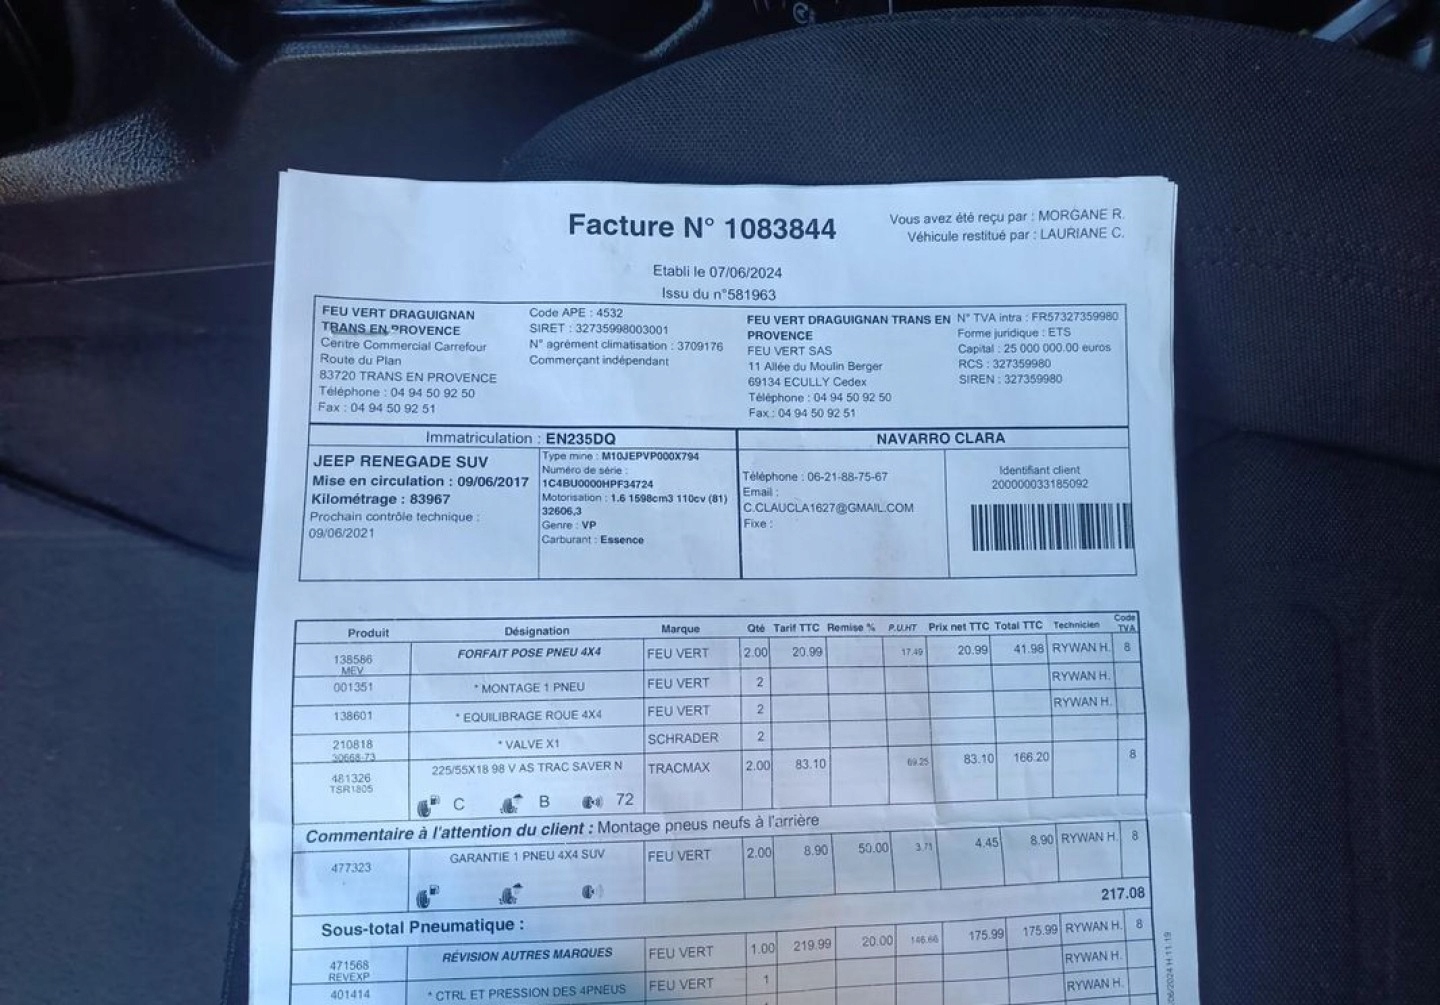 Facture N° 1083844
Vous avez été reçu par : MORGANE R.
Véhicule restitué par : LAURIANE C.
Etabli le 07/06/2024
Issu du n°581963
FEU VERT DRAGUIGNAN
TRANS EN PROVENCE
Centre Commercial Carrefour
Route du Plan
83720 TRANS EN PROVENCE
Téléphone : 04 94 50 92 50
Fax : 04 94 50 92 51
Code APE : 4532
SIRET : 32735998003001
N° agrément climatisation : 3709176
Commerçant indépendant
FEU VERT DRAGUIGNAN TRANS EN
PROVENCE
FEU VERT SAS
11 Allée du Moulin Berger
69134 ECULLY Cedex
Téléphone : 04 94 50 92 50
Fax : 04 94 50 92 51
N° TVA intra : FR57327359980
Forme juridique : ETS
Capital : 25 000 000.00 euros
RCS : 327359980
SIREN : 327359980
Immatriculation : EN235DQ
NAVARRO CLARA
JEEP RENEGADE SUV
Mise en circulation : 09/06/2017
Kilométrage : 83967
Prochain contrôle technique :
09/06/2021
Type mine : M10JEPVP000X794
Numéro de série :
1C4BU0000HPF34724
Motorisation : 1.6 1598cm3 110cv (81)
32606,3
Genre : VP
Carburant : Essence
Téléphone : 06-21-88-75-67
Email :
C.CLAUCLA1627@GMAIL.COM
Fixe :
Identifiant client
200000033185092
Produit Désignation Marque Qté Tarif TTC Remise % P.U.HT Prix net TTC Total TTC Technicien Code TVA
138586 FORFAIT POSE PNEU 4X4 FEU VERT 2.00 20.99 17.49 20.99 41.98 RYWAN H. 8
MEV
001351 * MONTAGE 1 PNEU FEU VERT 2 RYWAN H.
138601 * EQUILIBRAGE ROUE 4X4 FEU VERT 2 RYWAN H.
210818 * VALVE X1 SCHRADER 2
30668-73
481326 225/55X18 98 V AS TRAC SAVER N TRACMAX 2.00 83.10 69.25 83.10 166.20 8
TSR1805
C B 72
Commentaire à l'attention du client : Montage pneus neufs à l'arrière
477323 GARANTIE 1 PNEU 4X4 SUV FEU VERT 2.00 8.90 50.00 3.71 4.45 8.90 RYWAN H. 8
Sous-total Pneumatique : 217.08
471568 RÉVISION AUTRES MARQUES FEU VERT 1.00 219.99 20.00 146.66 175.99 175.99 RYWAN H. 8
REVEXP RYWAN H.
401414 * CTRL ET PRESSION DES 4PNEUS FEU VERT 1 RYWAN H.